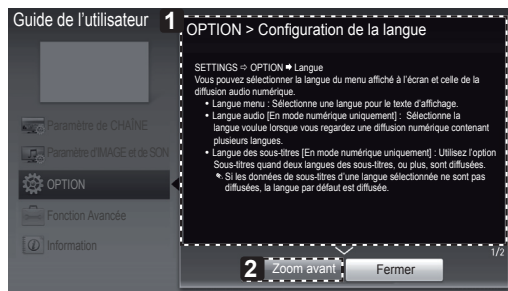 Guide de l'utilisateur
1
OPTION > Configuration de la langue
SETTINGS ⇨ OPTION ➡ Langue
Vous pouvez sélectionner la langue du menu affiché à l'écran et celle de la
diffusion audio numérique.
• Langue menu : Sélectionne une langue pour le texte d'affichage.
• Langue audio [En mode numérique uniquement] : Sélectionne la
langue voulue lorsque vous regardez une diffusion numérique contenant
plusieurs langues.
• Langue des sous-titres [En mode numérique uniquement] : Utilisez l'option
Sous-titres quand deux langues des sous-titres, ou plus, sont diffusées.
Si les données de sous-titres d'une langue sélectionnée ne sont pas
diffusées, la langue par défaut est diffusée.
Paramètre de CHAÎNE
Paramètre d'IMAGE et de SON
OPTION
Fonction Avancée
Information
1/2
2
Zoom avant
Fermer